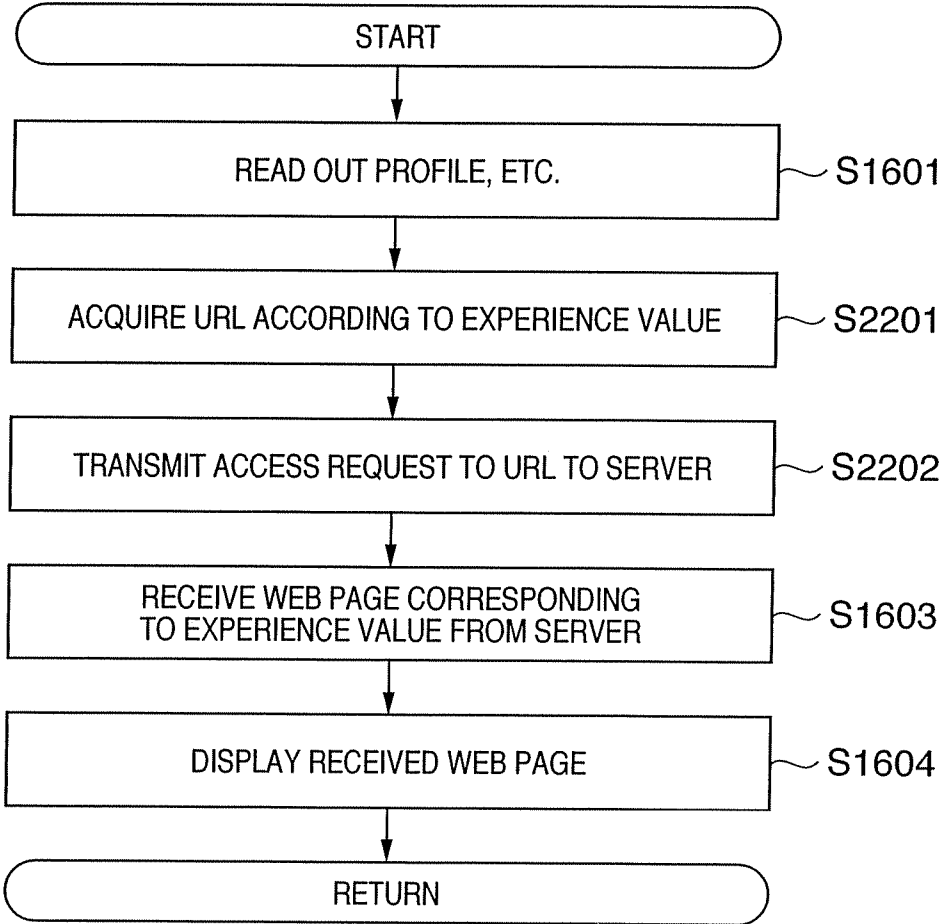 START
READ OUT PROFILE, ETC.
S1601
ACQUIRE URL ACCORDING TO EXPERIENCE VALUE
S2201
TRANSMIT ACCESS REQUEST TO URL TO SERVER
S2202
RECEIVE WEB PAGE CORRESPONDING
TO EXPERIENCE VALUE FROM SERVER
S1603
DISPLAY RECEIVED WEB PAGE
S1604
RETURN